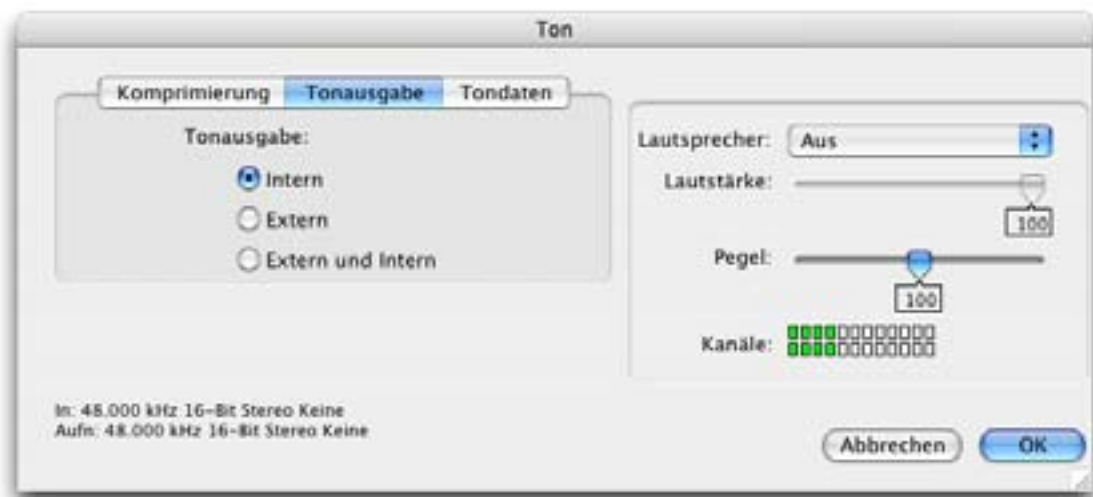 Ton
Komprimierung Tonausgabe Tondaten
Tonausgabe:
Intern
Extern
Extern und Intern
Lautsprecher: Aus
Lautstärke:
100
Pegel:
100
Kanäle:
In: 48.000 kHz 16-Bit Stereo Keine
Aufn: 48.000 kHz 16-Bit Stereo Keine
Abbrechen OK